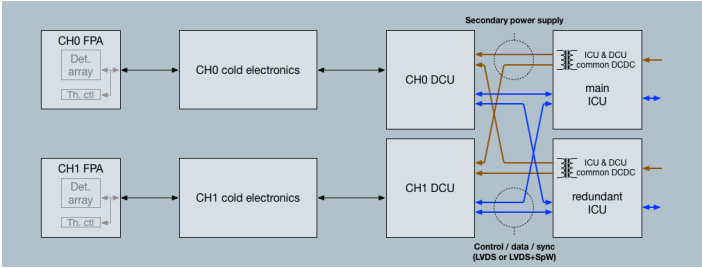 Secondary power supply
CH0 FPA
Det.
array
Th. ctl
CH0 cold electronics
CH0 DCU
ICU & DCU
common DCDC
main
ICU
CH1 FPA
Det.
array
Th. ctl
CH1 cold electronics
CH1 DCU
ICU & DCU
common DCDC
redundant
ICU
Control / data / sync
(LVDS or LVDS+SpW)